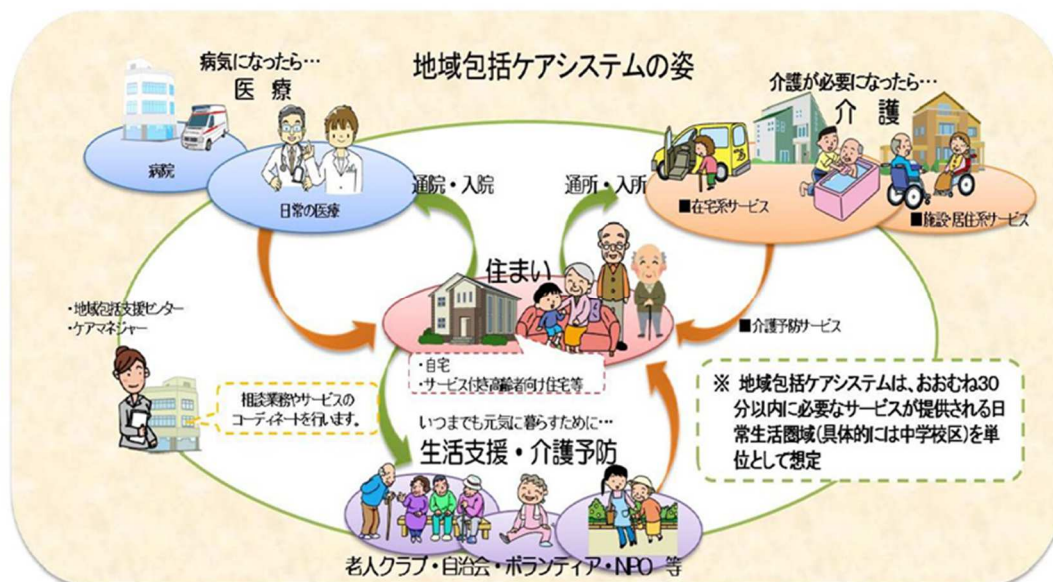 地域包括ケアシステムの姿
病気になったら…
医 療
病院
日常の医療
介護が必要になったら…
介 護
■在宅系サービス
■施設・居住系サービス
通院・入院
通所・入所
住まい
・地域包括支援センター
・ケアマネジャー
■介護予防サービス
・自宅
・サービス付き高齢者向け住宅等
相談業務やサービスの
コーディネートを行います。
いつまでも元気に暮らすために…
生活支援・介護予防
※ 地域包括ケアシステムは、おおむね30
分以内に必要なサービスが提供される日
常生活圏域(具体的には中学校区)を単
位として想定
老人クラブ・自治会・ボランティア・NPO 等